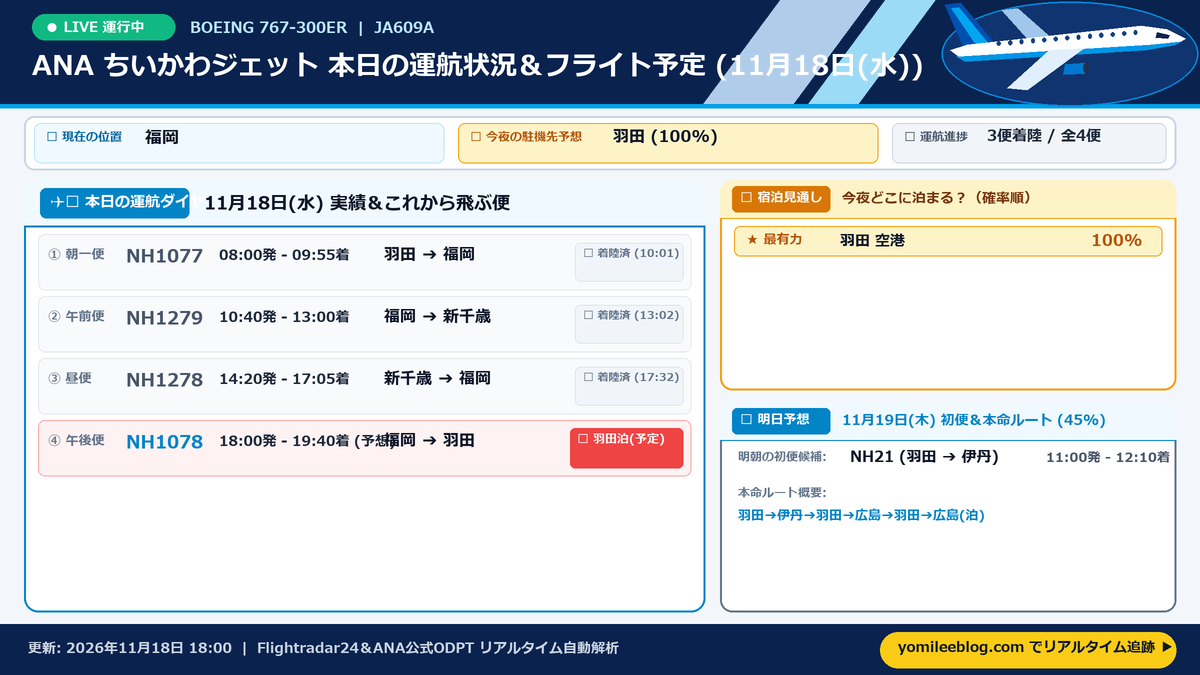 ● LIVE 運行中 BOEING 767-300ER | JA609A
ANA ちいかわジェット 本日の運航状況＆フライト予定 (11月18日(水))
□ 現在の位置 福岡
□ 今夜の駐機先予想 羽田 (100%)
□ 運航進捗 3便着陸 / 全4便
✈□ 本日の運航ダイ 11月18日(水) 実績＆これから飛ぶ便
① 朝一便 NH1077 08:00発 - 09:55着 羽田 → 福岡 □ 着陸済 (10:01)
② 午前便 NH1279 10:40発 - 13:00着 福岡 → 新千歳 □ 着陸済 (13:02)
③ 昼便 NH1278 14:20発 - 17:05着 新千歳 → 福岡 □ 着陸済 (17:32)
④ 午後便 NH1078 18:00発 - 19:40着 (予想 福岡 → 羽田 □ 羽田泊(予定)
□ 宿泊見通し 今夜どこに泊まる？（確率順）
★ 最有力 羽田 空港 100%
□ 明日予想 11月19日(木) 初便＆本命ルート (45%)
明朝の初便候補: NH21 (羽田 → 伊丹) 11:00発 - 12:10着
本命ルート概要:
羽田→伊丹→羽田→広島→羽田→広島(泊)
更新: 2026年11月18日 18:00 | Flightradar24＆ANA公式ODPT リアルタイム自動解析
yomileeblog.com でリアルタイム追跡 ▶